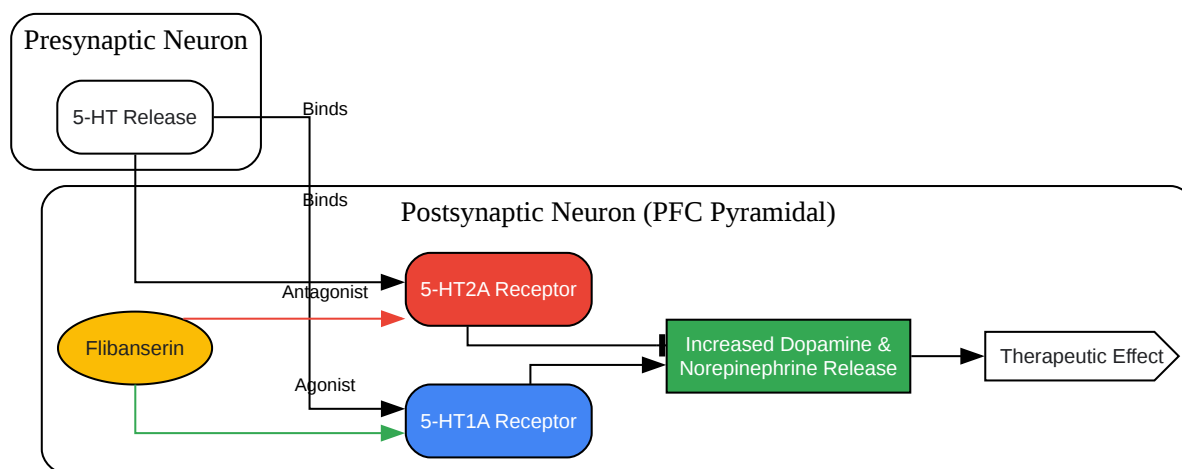 Presynaptic Neuron
5-HT Release
Binds
Binds
Postsynaptic Neuron (PFC Pyramidal)
Antagonist
5-HT2A Receptor
Flibanserin
Increased Dopamine &
Norepinephrine Release
Therapeutic Effect
Agonist
5-HT1A Receptor